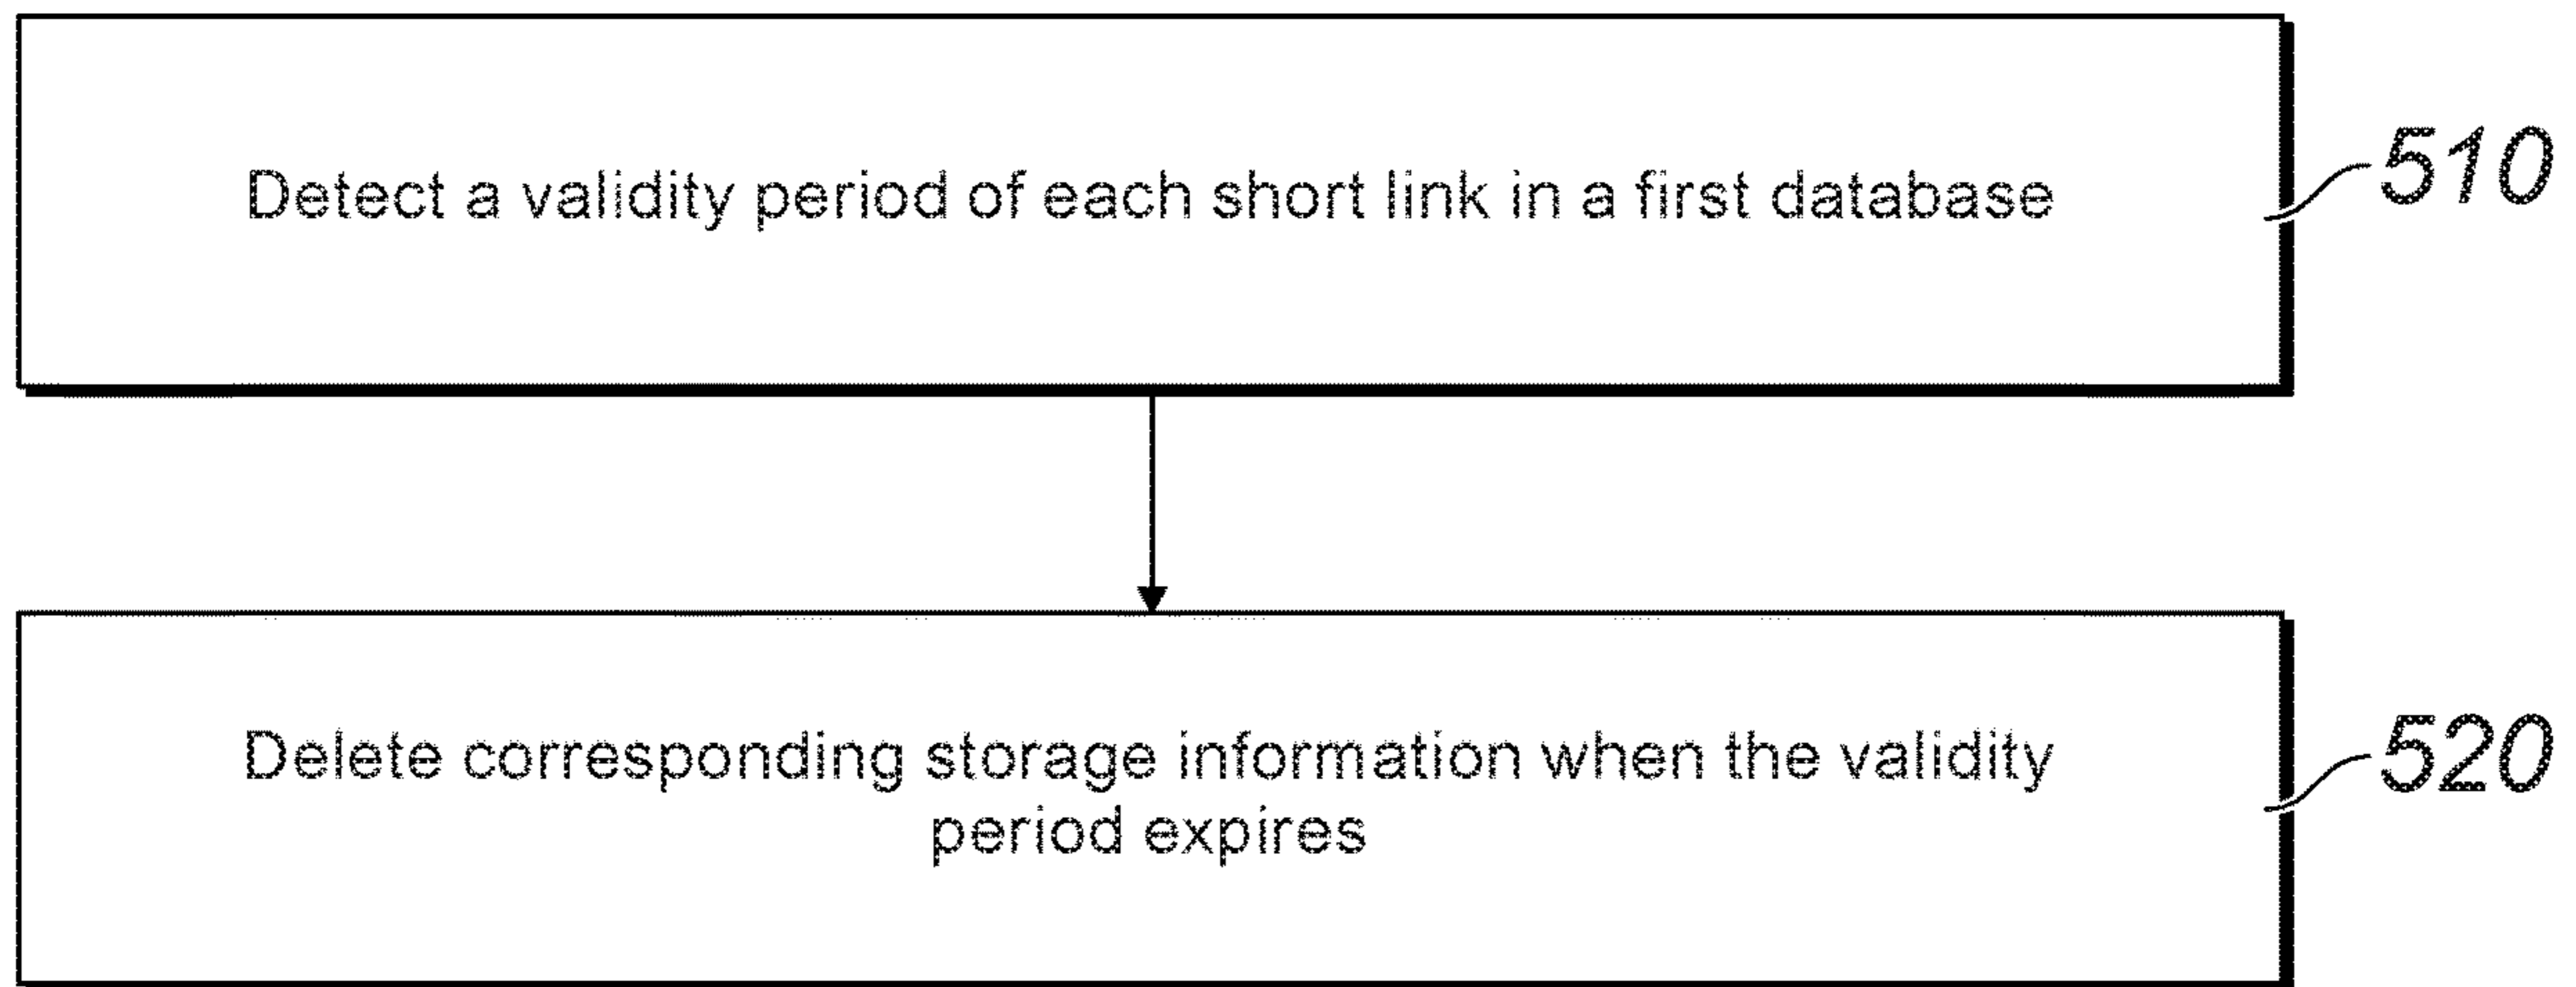 Detect a validity period of each short link in a first database
510
Delete corresponding storage information when the validity
period expires
520